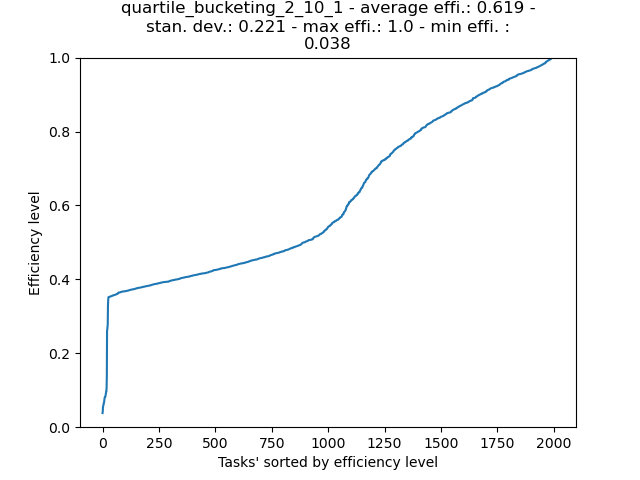 quartile_bucketing_2_10_1 - average effi.: 0.619 -
stan. dev.: 0.221 - max effi.: 1.0 - min effi. :
0.038
1.0
0.8
0.6
0.4
0.2
0.0
Efficiency level
0 250 500 750 1000 1250 1500 1750 2000
Tasks' sorted by efficiency level